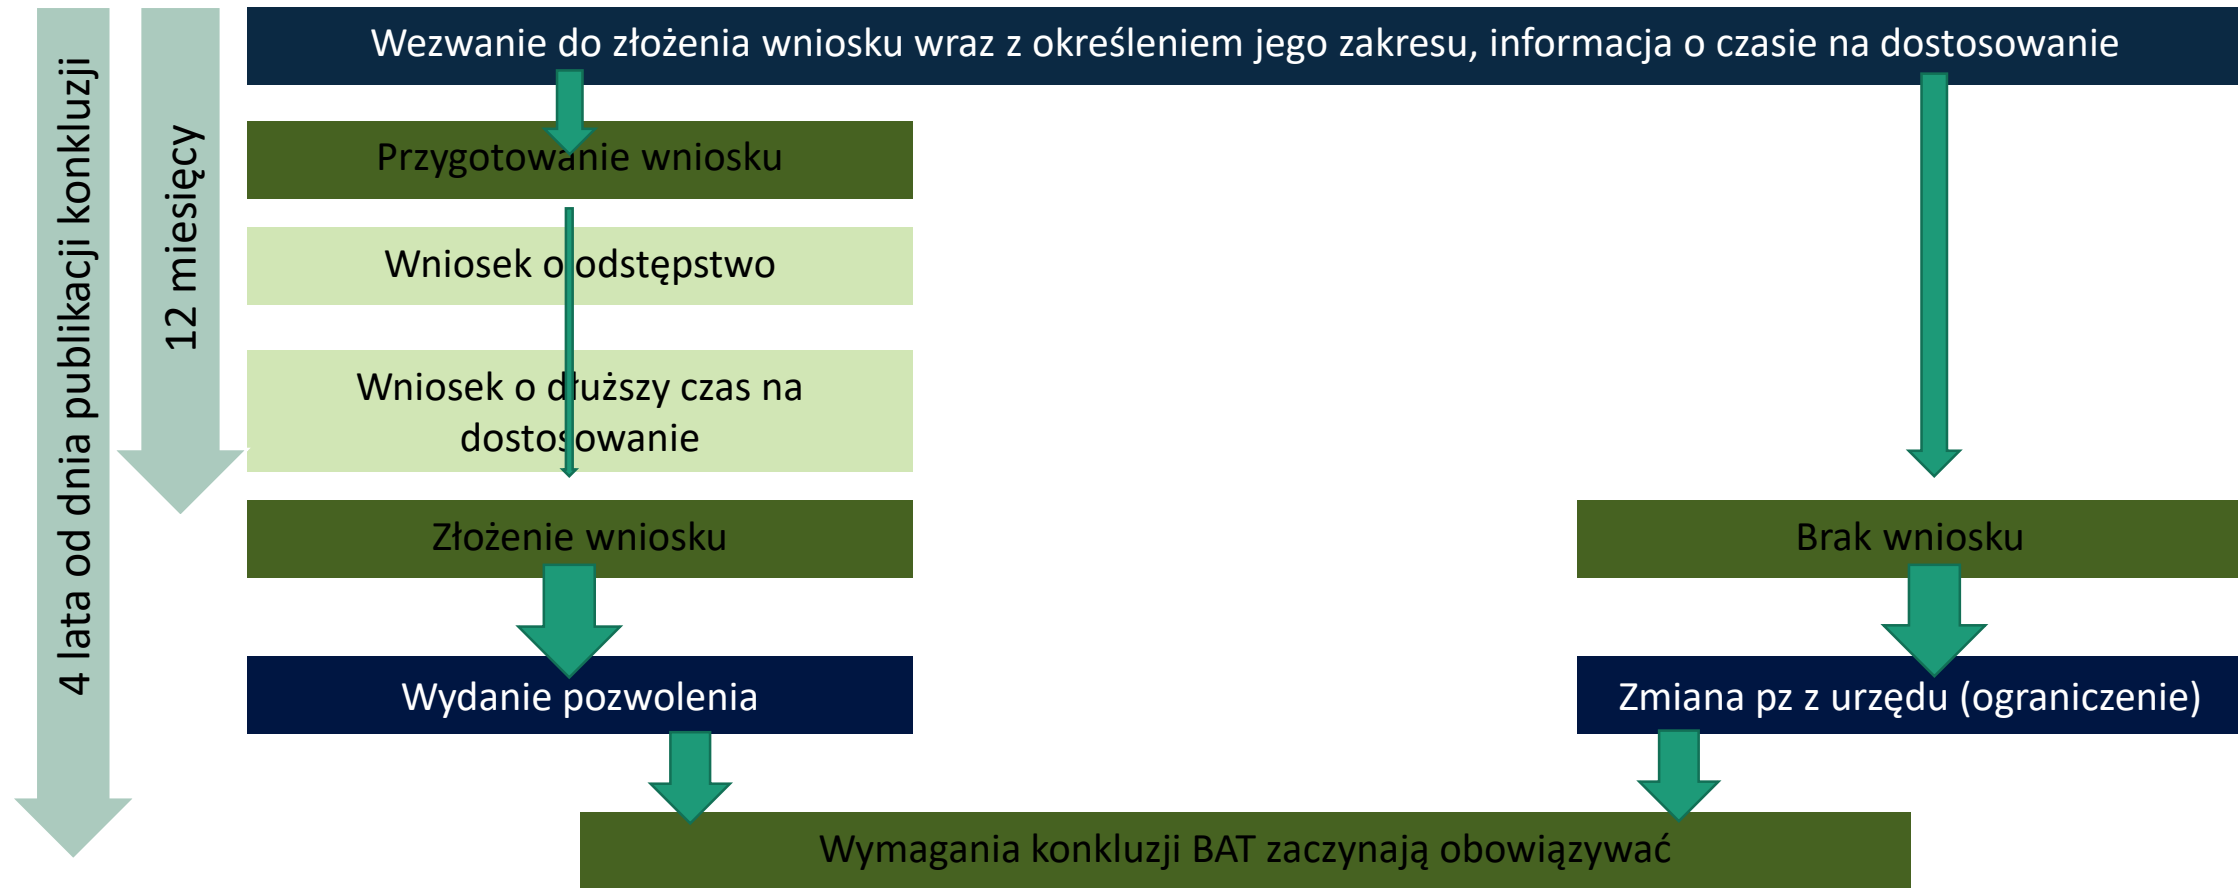 4 lata od dnia publikacji konkluzji
12 miesięcy
Wezwanie do złożenia wniosku wraz z określeniem jego zakresu, informacja o czasie na dostosowanie
Przygotowanie wniosku
Wniosek o odstępstwo
Wniosek o dłuższy czas na
dostosowanie
Złożenie wniosku
Brak wniosku
Wydanie pozwolenia
Zmiana pz z urzędu (ograniczenie)
Wymagania konkluzji BAT zaczynają obowiązywać